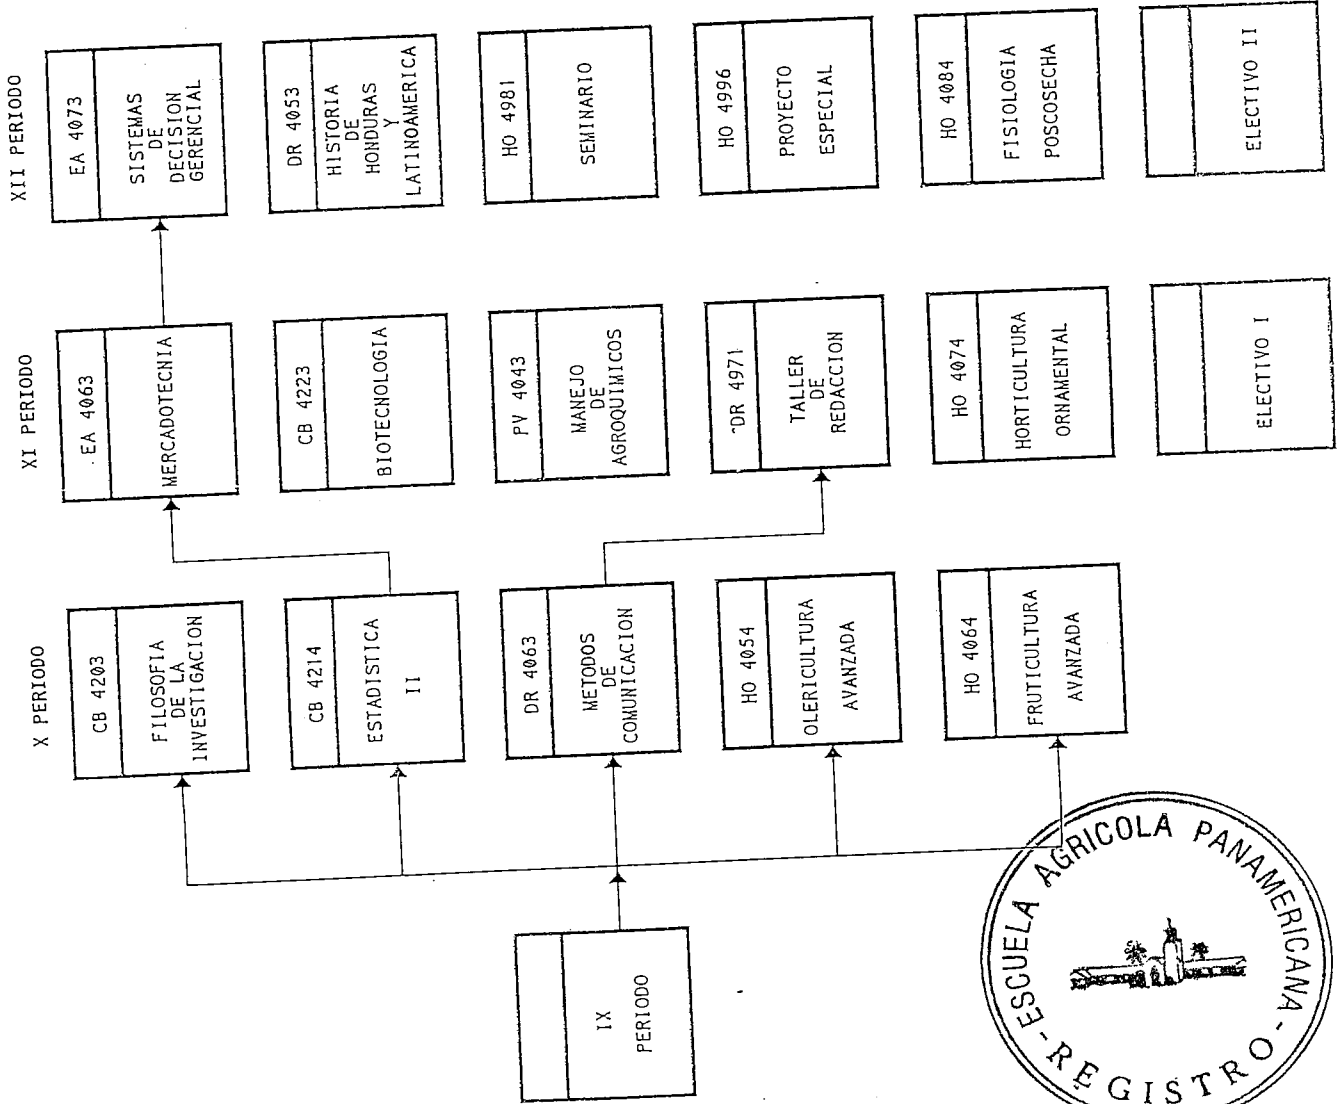 X PERIODO
CB 4203
FILOSOFIA
DE LA
INVESTIGACION
CB 4214
ESTADISTICA
II
DR 4063
METODOS
DE
COMUNICACION
HO 4054
OLERICULTURA
AVANZADA
HO 4064
FRUTICULTURA
AVANZADA
XI PERIODO
EA 4063
MERCADOTECNIA
CB 4223
BIOTECNOLOGIA
PV 4043
MANEJO
DE
AGROQUIMICOS
DR 4971
TALLER
DE
REDACCION
HO 4074
HORTICULTURA
ORNAMENTAL
ELECTIVO I
XII PERIODO
EA 4073
SISTEMAS
DE
DECISION
GERENCIAL
DR 4053
HISTORIA
DE
HONDURAS
Y
LATINOAMERICA
HO 4981
SEMINARIO
HO 4996
PROYECTO
ESPECIAL
HO 4084
FISIOLOGIA
POSCOSECHA
ELECTIVO II
IX
PERIODO
ESCUELA AGRICOLA PANAMERICANA
- REGISTRO -